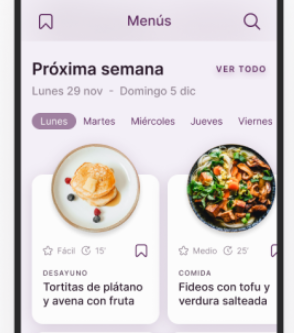 Menús
Próxima semana
VER TODO
Lunes 29 nov - Domingo 5 dic
Lunes Martes Miércoles Jueves Viernes
Fácil 15'
Medio 25'
DESAYUNO
Tortitas de plátano
y avena con fruta
COMIDA
Fideos con tofu y
verdura salteada